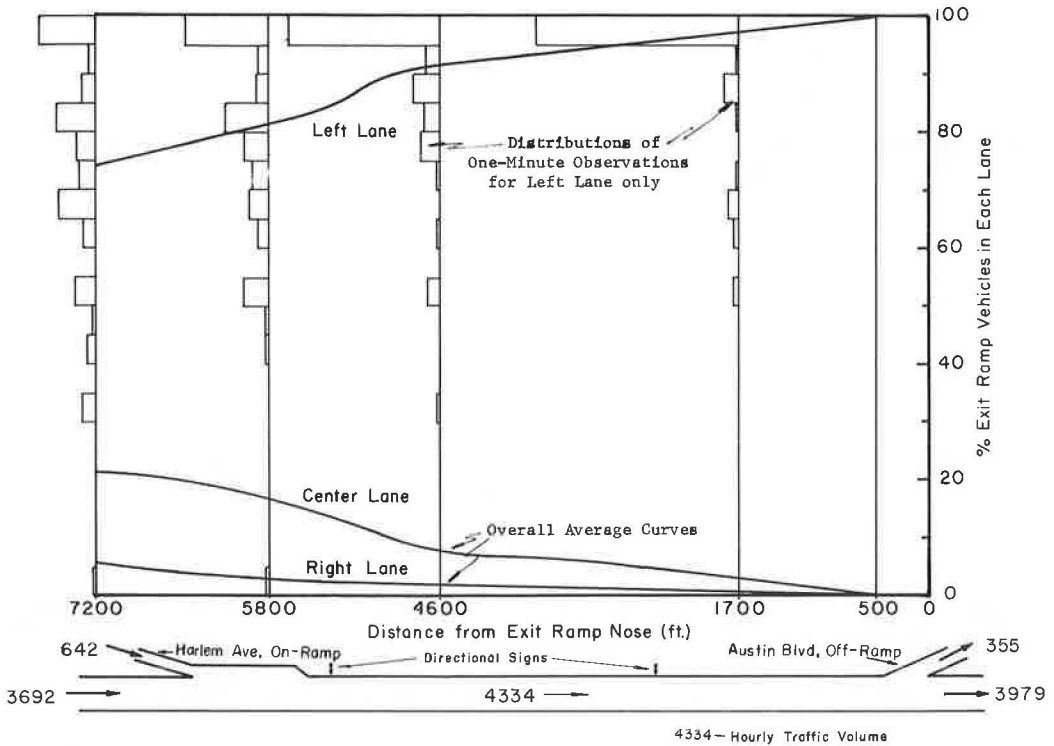 100
80
60
40
20
0
% Exit Ramp Vehicles in Each Lane
Left Lane
Distributions of
One-Minute Observations
for Left Lane only
Center Lane
Overall Average Curves
Right Lane
7200 5800 4600 1700 500 0
Distance from Exit Ramp Nose (ft.)
642
Harlem Ave, On-Ramp
Directional Signs
Austin Blvd, Off-Ramp
355
3692
4334
3979
4334— Hourly Traffic Volume